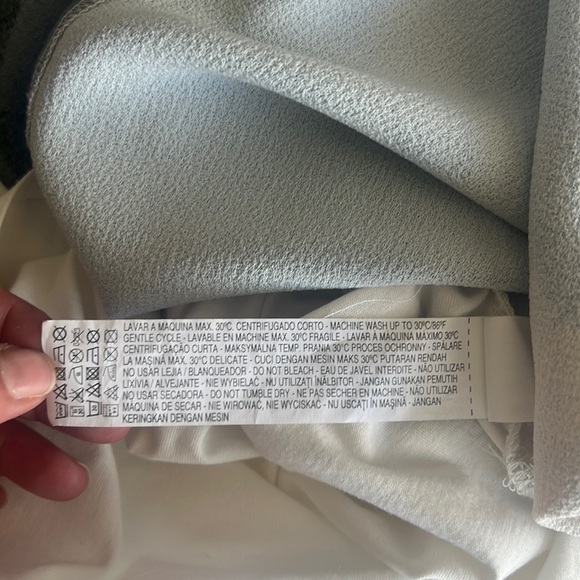 LAVAR A MAQUINA MAX. 30ºC. CENTRIFUGADO CORTO - MACHINE WASH UP TO 30ºC/86ºF
GENTLE CYCLE - LAVABLE EN MACHINE MAX. 30ºC FRAGILE - LAVAR À MAQUINA MÁXIMO 30ºC
CENTRIFUGAÇÃO CURTA - MAKSYMALNA TEMP. PRANIA 30ºC PROCES OCHRONNY - SPĂLARE
LA MAŞINĂ MAX. 30ºC DELICATE - CUCI DENGAN MESIN MAKS 30ºC PUTARAN RENDAH
NO USAR LEJIA / BLANQUEADOR - DO NOT BLEACH - EAU DE JAVEL INTERDITE - NÃO UTILIZAR
LIXIVIA / ALVEJANTE - NIE WYBIELAĆ - NU UTILIZAȚI ÎNĂLBITOR - JANGAN GUNAKAN PEMUTIH
NO USAR SECADORA - DO NOT TUMBLE DRY - NE PAS SECHER EN MACHINE - NÃO UTILIZAR
MAQUINA DE SECAR - NIE WIROWAĆ, NIE WYCISKAĆ - NU USCAȚI ÎN MAŞINĂ - JANGAN
KERINGKAN DENGAN MESIN